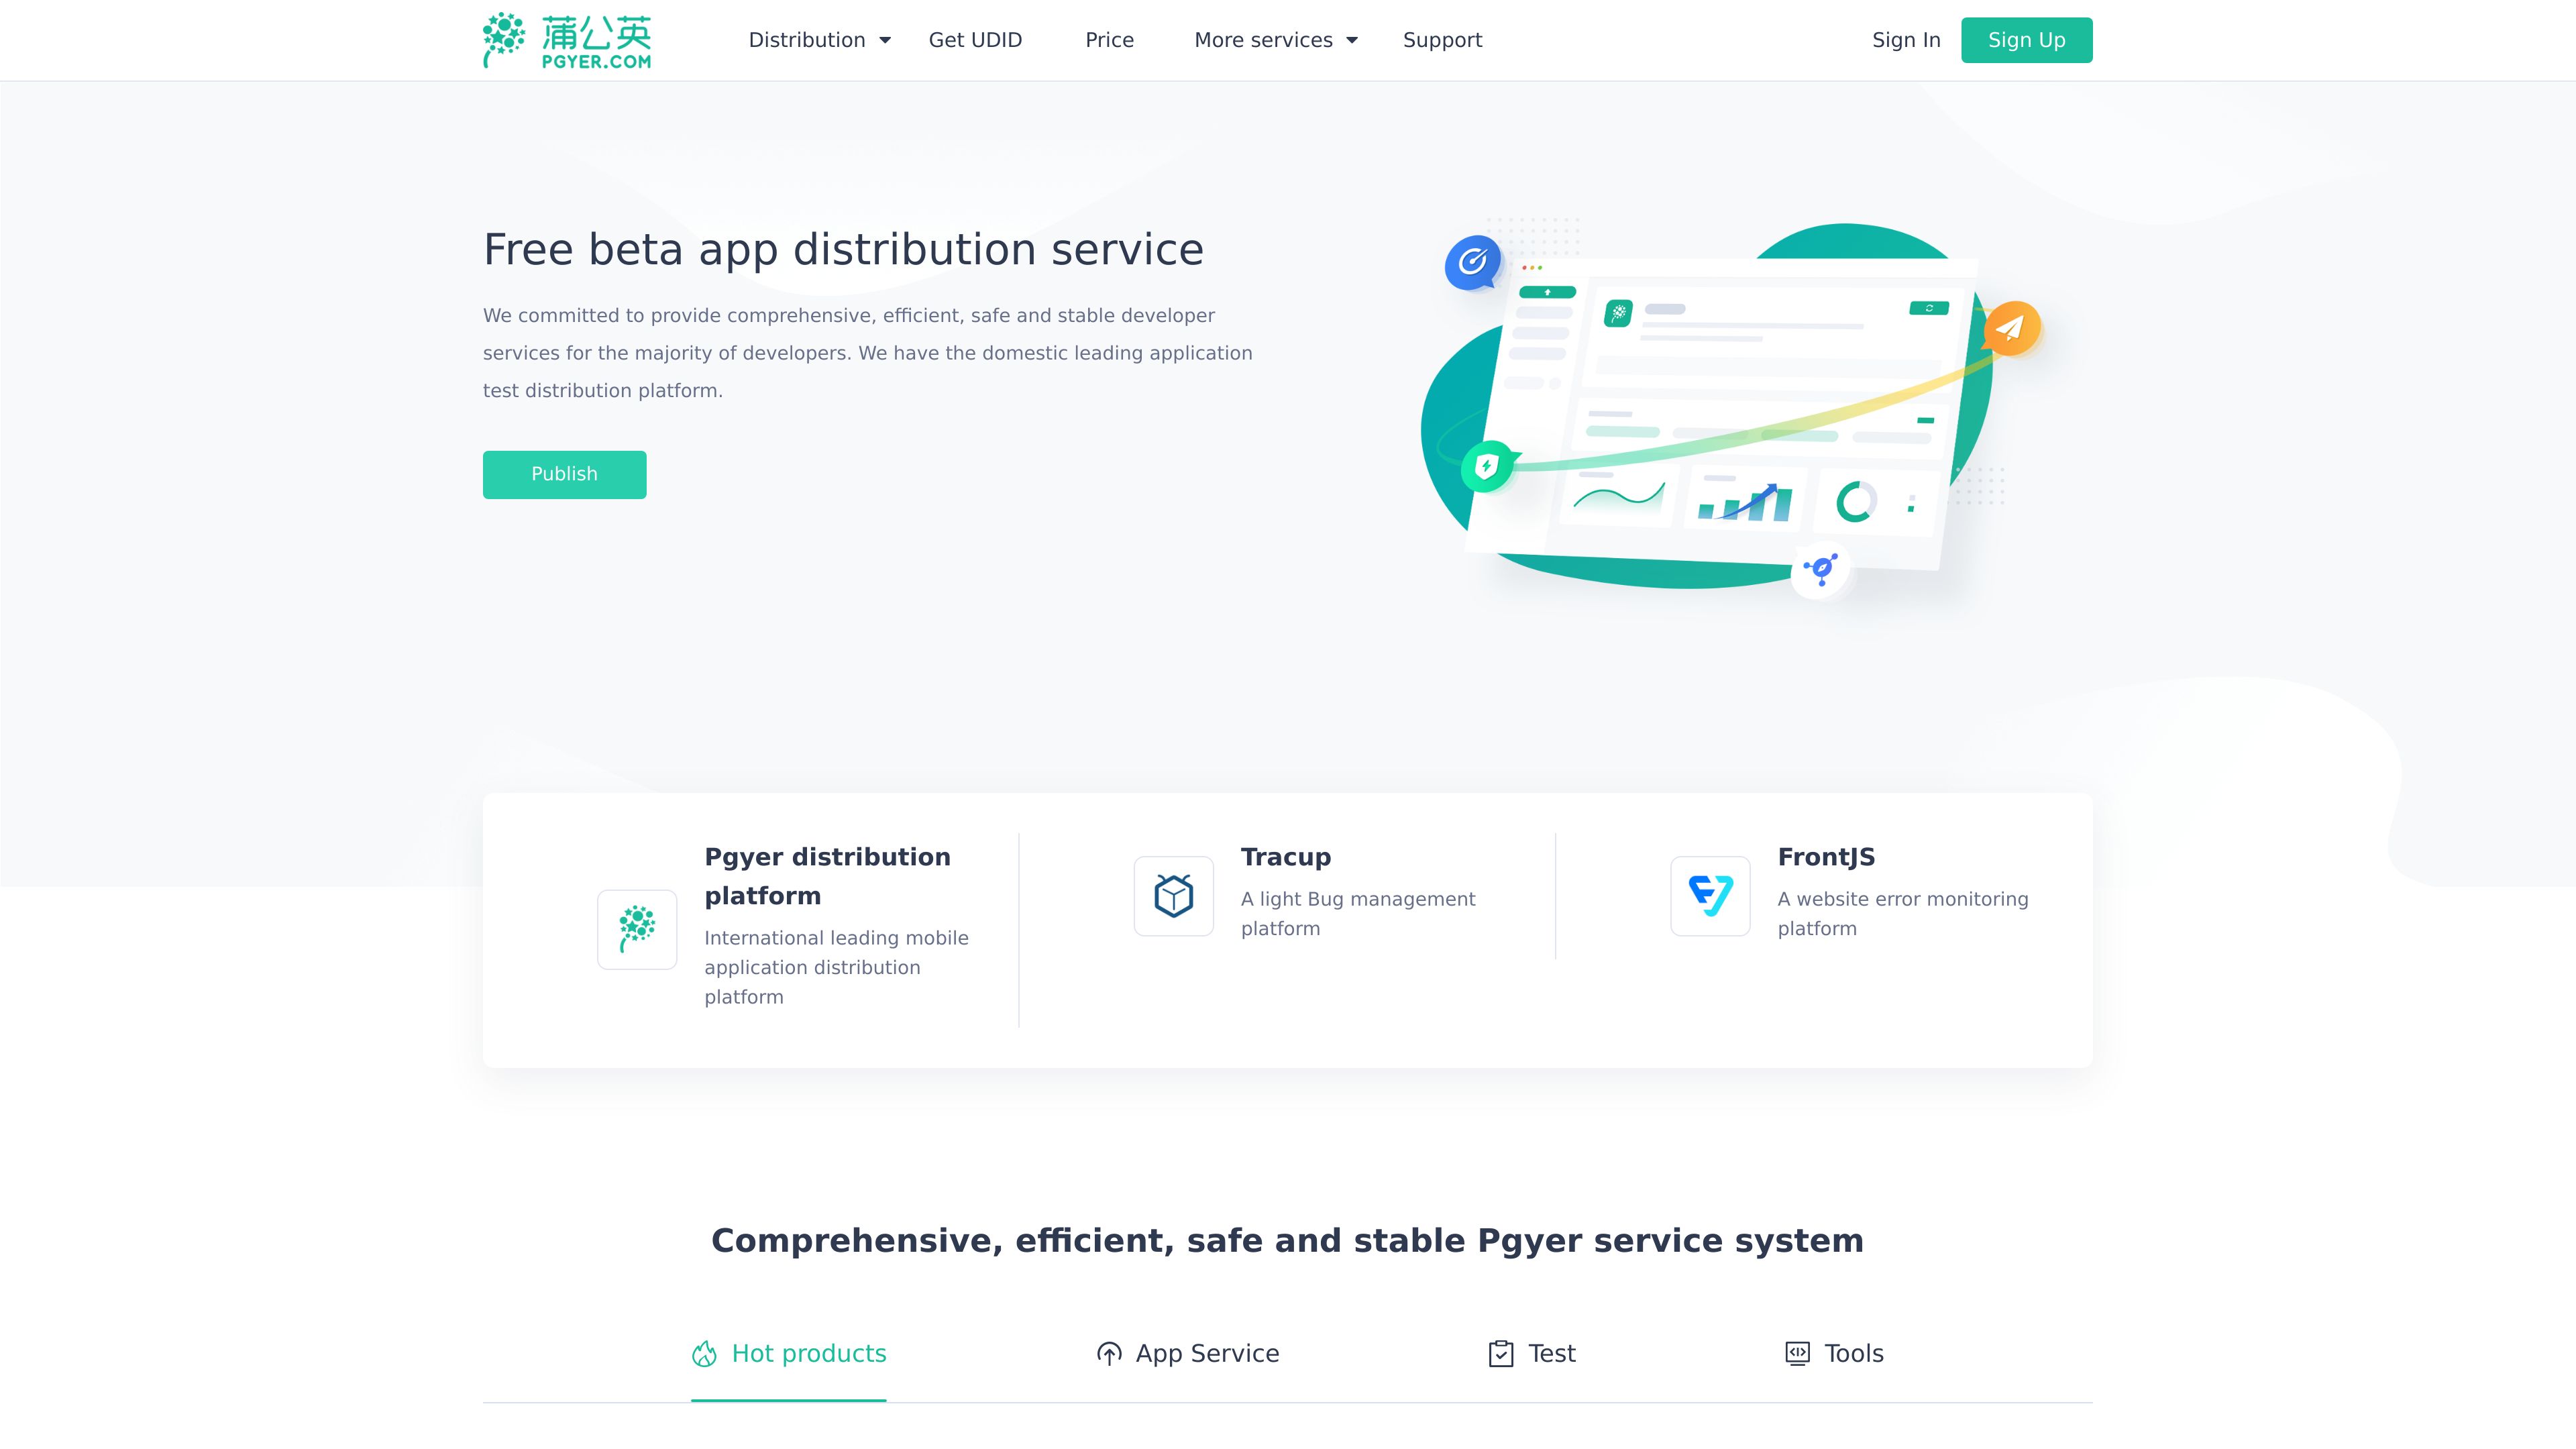 蒲公英
PGYER.COM
Distribution
Get UDID
Price
More services
Support
Sign In
Sign Up
Free beta app distribution service
We committed to provide comprehensive, efficient, safe and stable developer
services for the majority of developers. We have the domestic leading application
test distribution platform.
Publish
Pgyer distribution
platform
International leading mobile
application distribution
platform
Tracup
A light Bug management
platform
FrontJS
A website error monitoring
platform
Comprehensive, efficient, safe and stable Pgyer service system
Hot products
App Service
Test
Tools